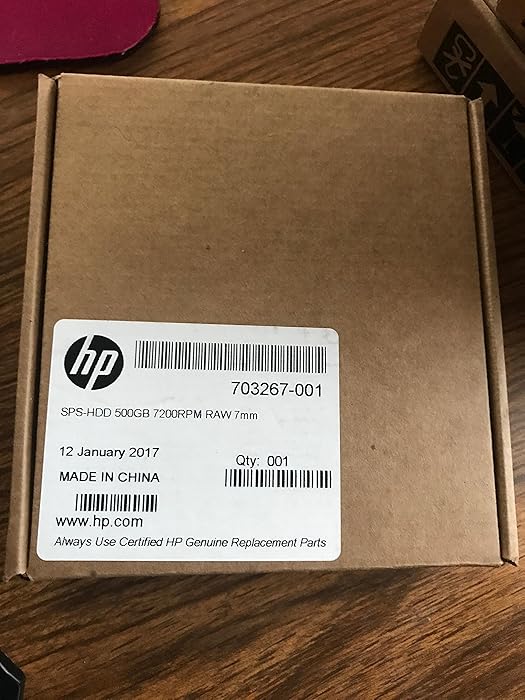 hp
703267-001
SPS-HDD 500GB 7200RPM RAW 7mm
12 January 2017
Qty: 001
MADE IN CHINA
www.hp.com
Always Use Certified HP Genuine Replacement Parts